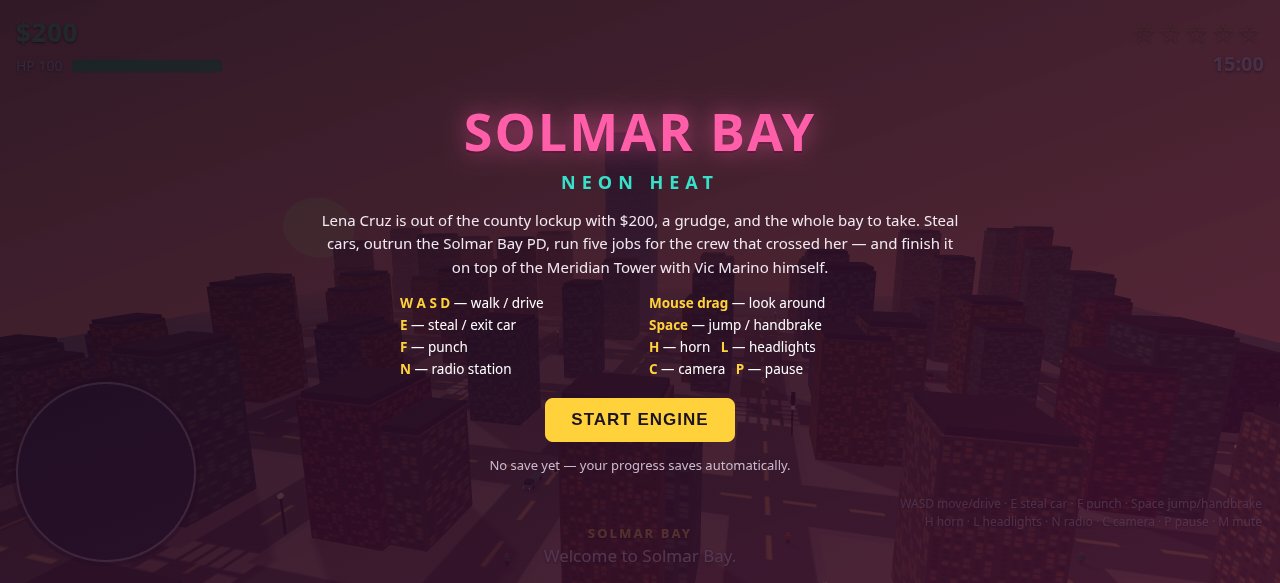 $200
HP 100
☆☆☆☆☆
15:00
SOLMAR BAY
NEON HEAT
Lena Cruz is out of the county lockup with $200, a grudge, and the whole bay to take. Steal
cars, outrun the Solmar Bay PD, run five jobs for the crew that crossed her — and finish it
on top of the Meridian Tower with Vic Marino himself.
W A S D — walk / drive
Mouse drag — look around
E — steal / exit car
Space — jump / handbrake
F — punch
H — horn L — headlights
N — radio station
C — camera P — pause
START ENGINE
No save yet — your progress saves automatically.
WASD move/drive · E steal car · F punch · Space jump/handbrake
H horn · L headlights · N radio · C camera · P pause · M mute
SOLMAR BAY
Welcome to Solmar Bay.